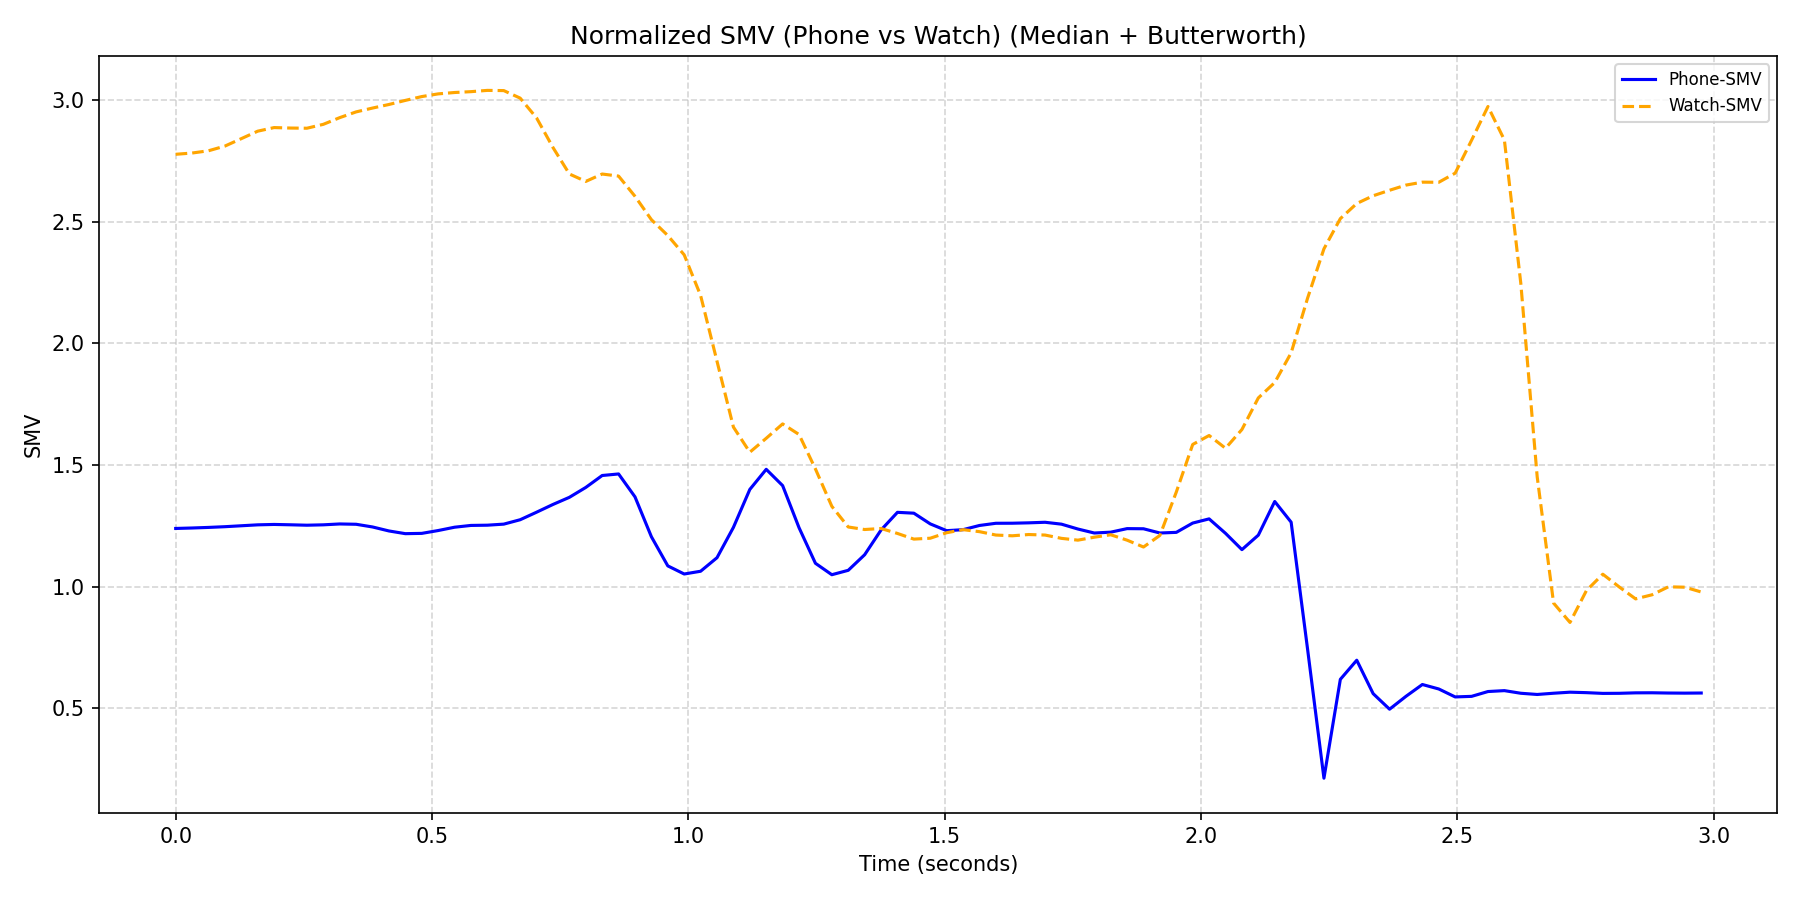 Normalized SMV (Phone vs Watch) (Median + Butterworth)
Phone-SMV
Watch-SMV
3.0
2.5
2.0
1.5
1.0
0.5
SMV
0.0 0.5 1.0 1.5 2.0 2.5 3.0
Time (seconds)